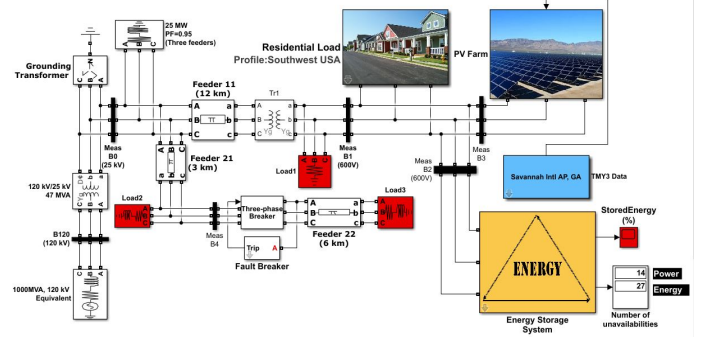 25 MW
PF=0.95
(Three feeders)
A B C
Grounding
Transformer
N
C B A
Residential Load
Profile:Southwest USA
PV Farm
Feeder 11
(12 km)
Tr1
A a
B b
C c
Yg Yg
A a
B b
C c
Meas
B0
(25 kV)
Meas
B1
(600V)
Meas
B3
Meas
B2
(600V)
A B C
a b c
Feeder 21
(3 km)
A B C
Load1
120 kV/25 kV
47 MVA
c b a
C B A
Yg
Load2
A
B
C
Meas
B4
Three-phase
Breaker
Trip A
Fault Breaker
A a
B b
C c
Feeder 22
(6 km)
Load3
A
B
C
B120
(120 kV)
1000MVA, 120 kV
Equivalent
C B A
Savannah Intl AP, GA
TMY3 Data
StoredEnergy
(%)
ENERGY
Energy Storage
System
14
Power
27
Energy
Number of
unavailabilities